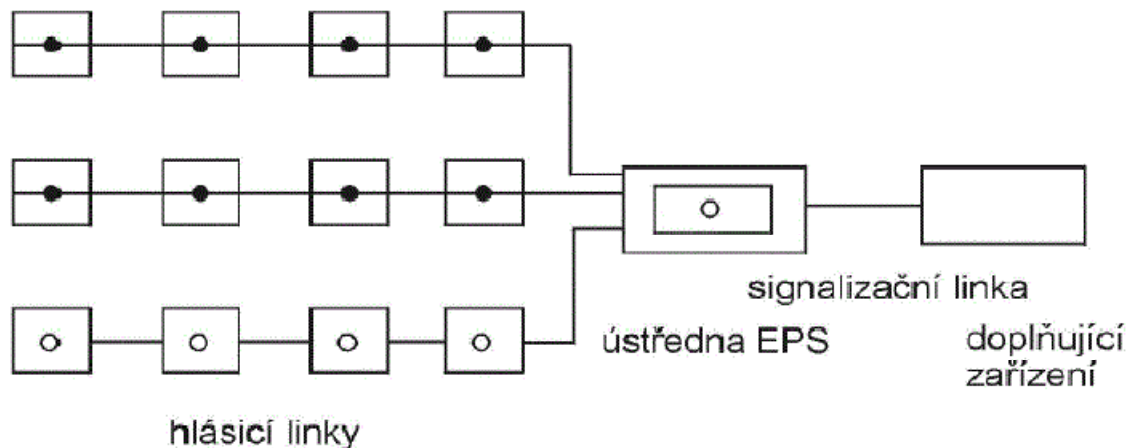 signalizační linka
ústředna EPS
doplňující
zařízení
hlásicí linky